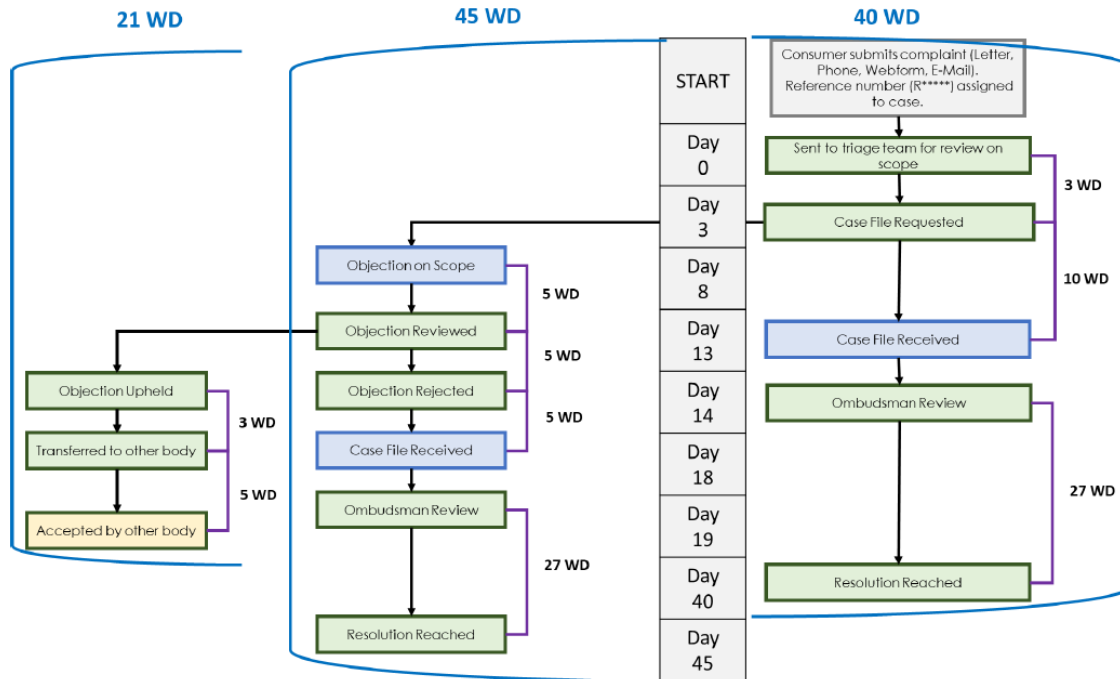 21 WD
45 WD
40 WD
START
Consumer submits complaint (Letter,
Phone, Webform, E-Mail).
Reference number (R*****) assigned
to case.
Day
0
Sent to triage team for review on
scope
3 WD
Day
3
Case File Requested
Objection on Scope
Day
8
5 WD
10 WD
Objection Reviewed
Day
13
Case File Received
5 WD
Objection Upheld
Objection Rejected
Day
14
Ombudsman Review
3 WD
5 WD
Transferred to other body
Case File Received
Day
18
27 WD
5 WD
Ombudsman Review
Accepted by other body
Day
19
27 WD
Day
40
Resolution Reached
Resolution Reached
Day
45